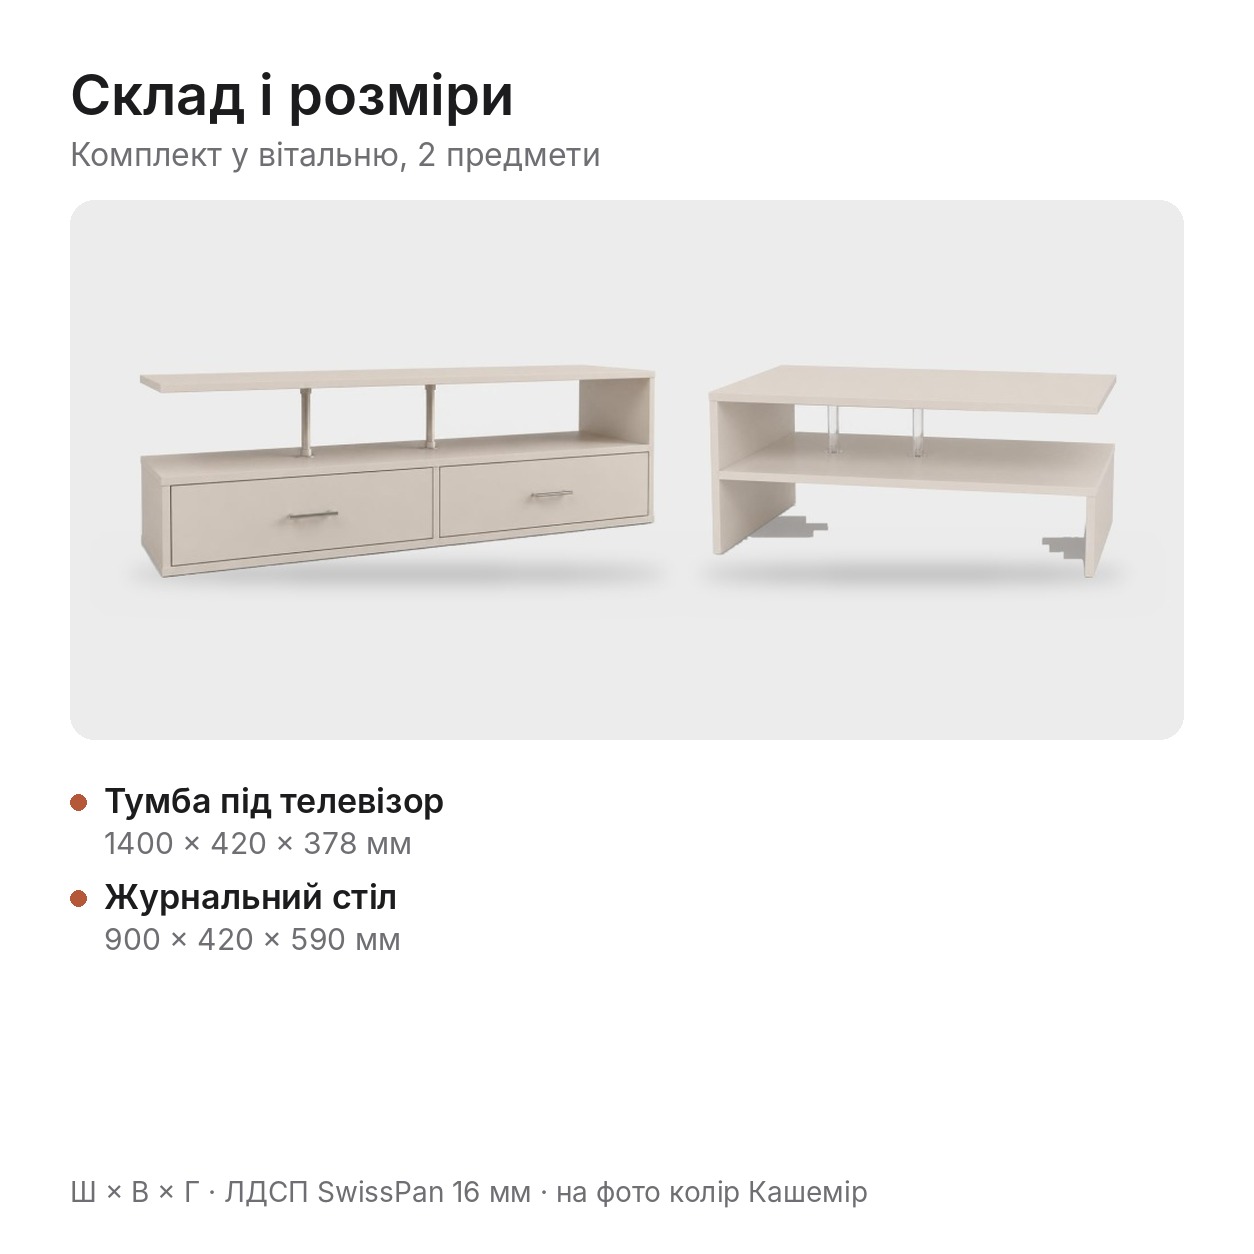 Склад і розміри
Комплект у вітальню, 2 предмети
Тумба під телевізор
1400 × 420 × 378 мм
Журнальний стіл
900 × 420 × 590 мм
Ш × В × Г · ЛДСП SwissPan 16 мм · на фото колір Кашемір